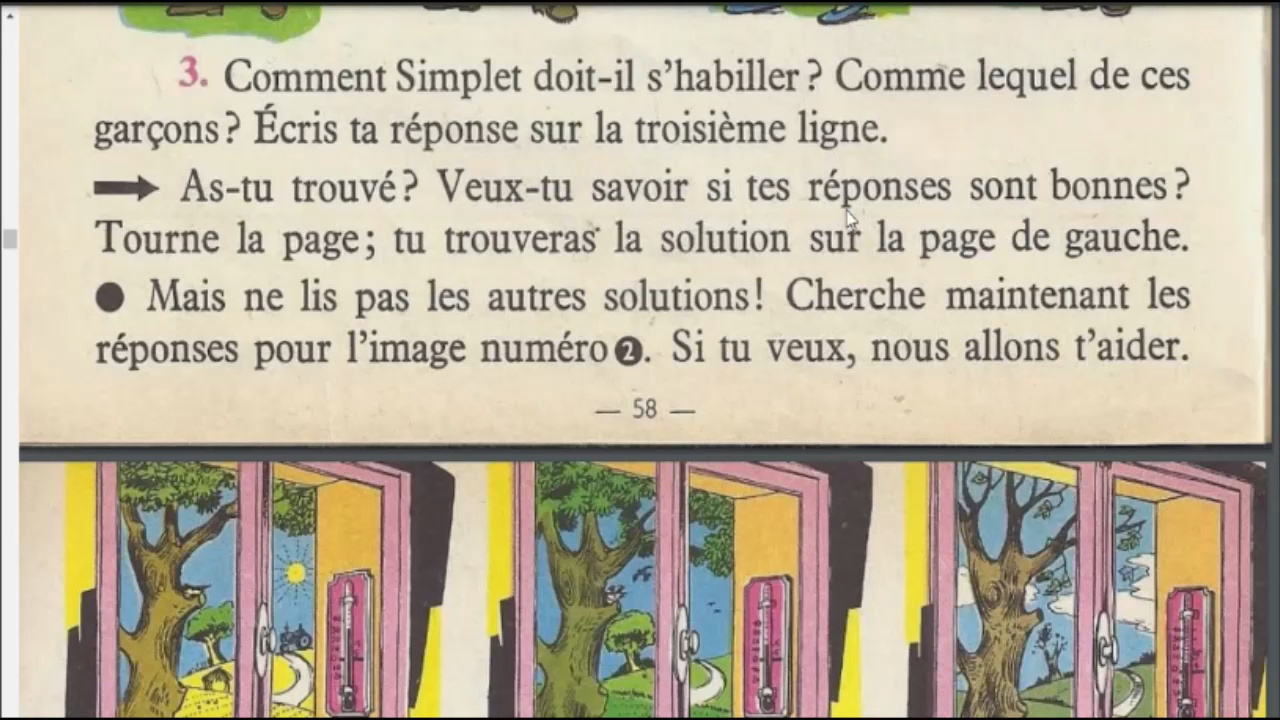 3. Comment Simplet doit-il s'habiller ? Comme lequel de ces
garçons ? Écris ta réponse sur la troisième ligne.
→ As-tu trouvé ? Veux-tu savoir si tes réponses sont bonnes ?
Tourne la page ; tu trouveras la solution sur la page de gauche.
● Mais ne lis pas les autres solutions ! Cherche maintenant les
réponses pour l'image numéro ❷. Si tu veux, nous allons t'aider.
— 58 —